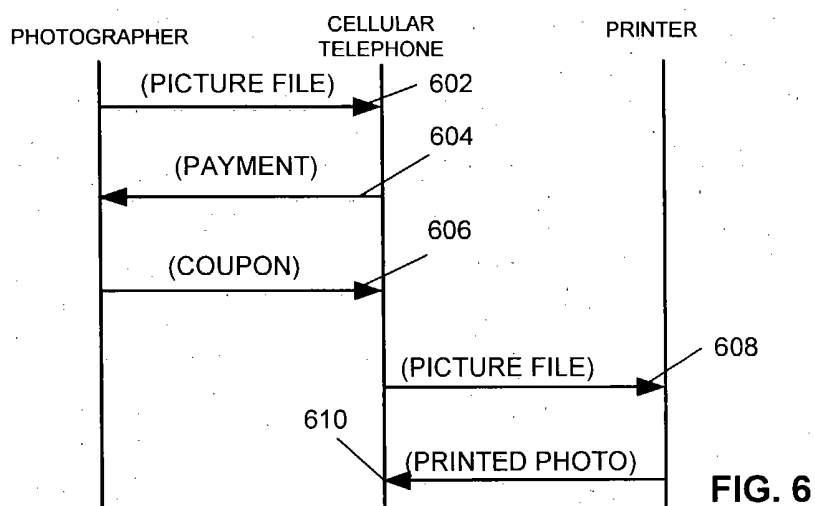 PHOTOGRAPHER
CELLULAR
TELEPHONE
PRINTER
(PICTURE FILE)
602
(PAYMENT)
604
(COUPON)
606
(PICTURE FILE)
608
610
(PRINTED PHOTO)
FIG. 6